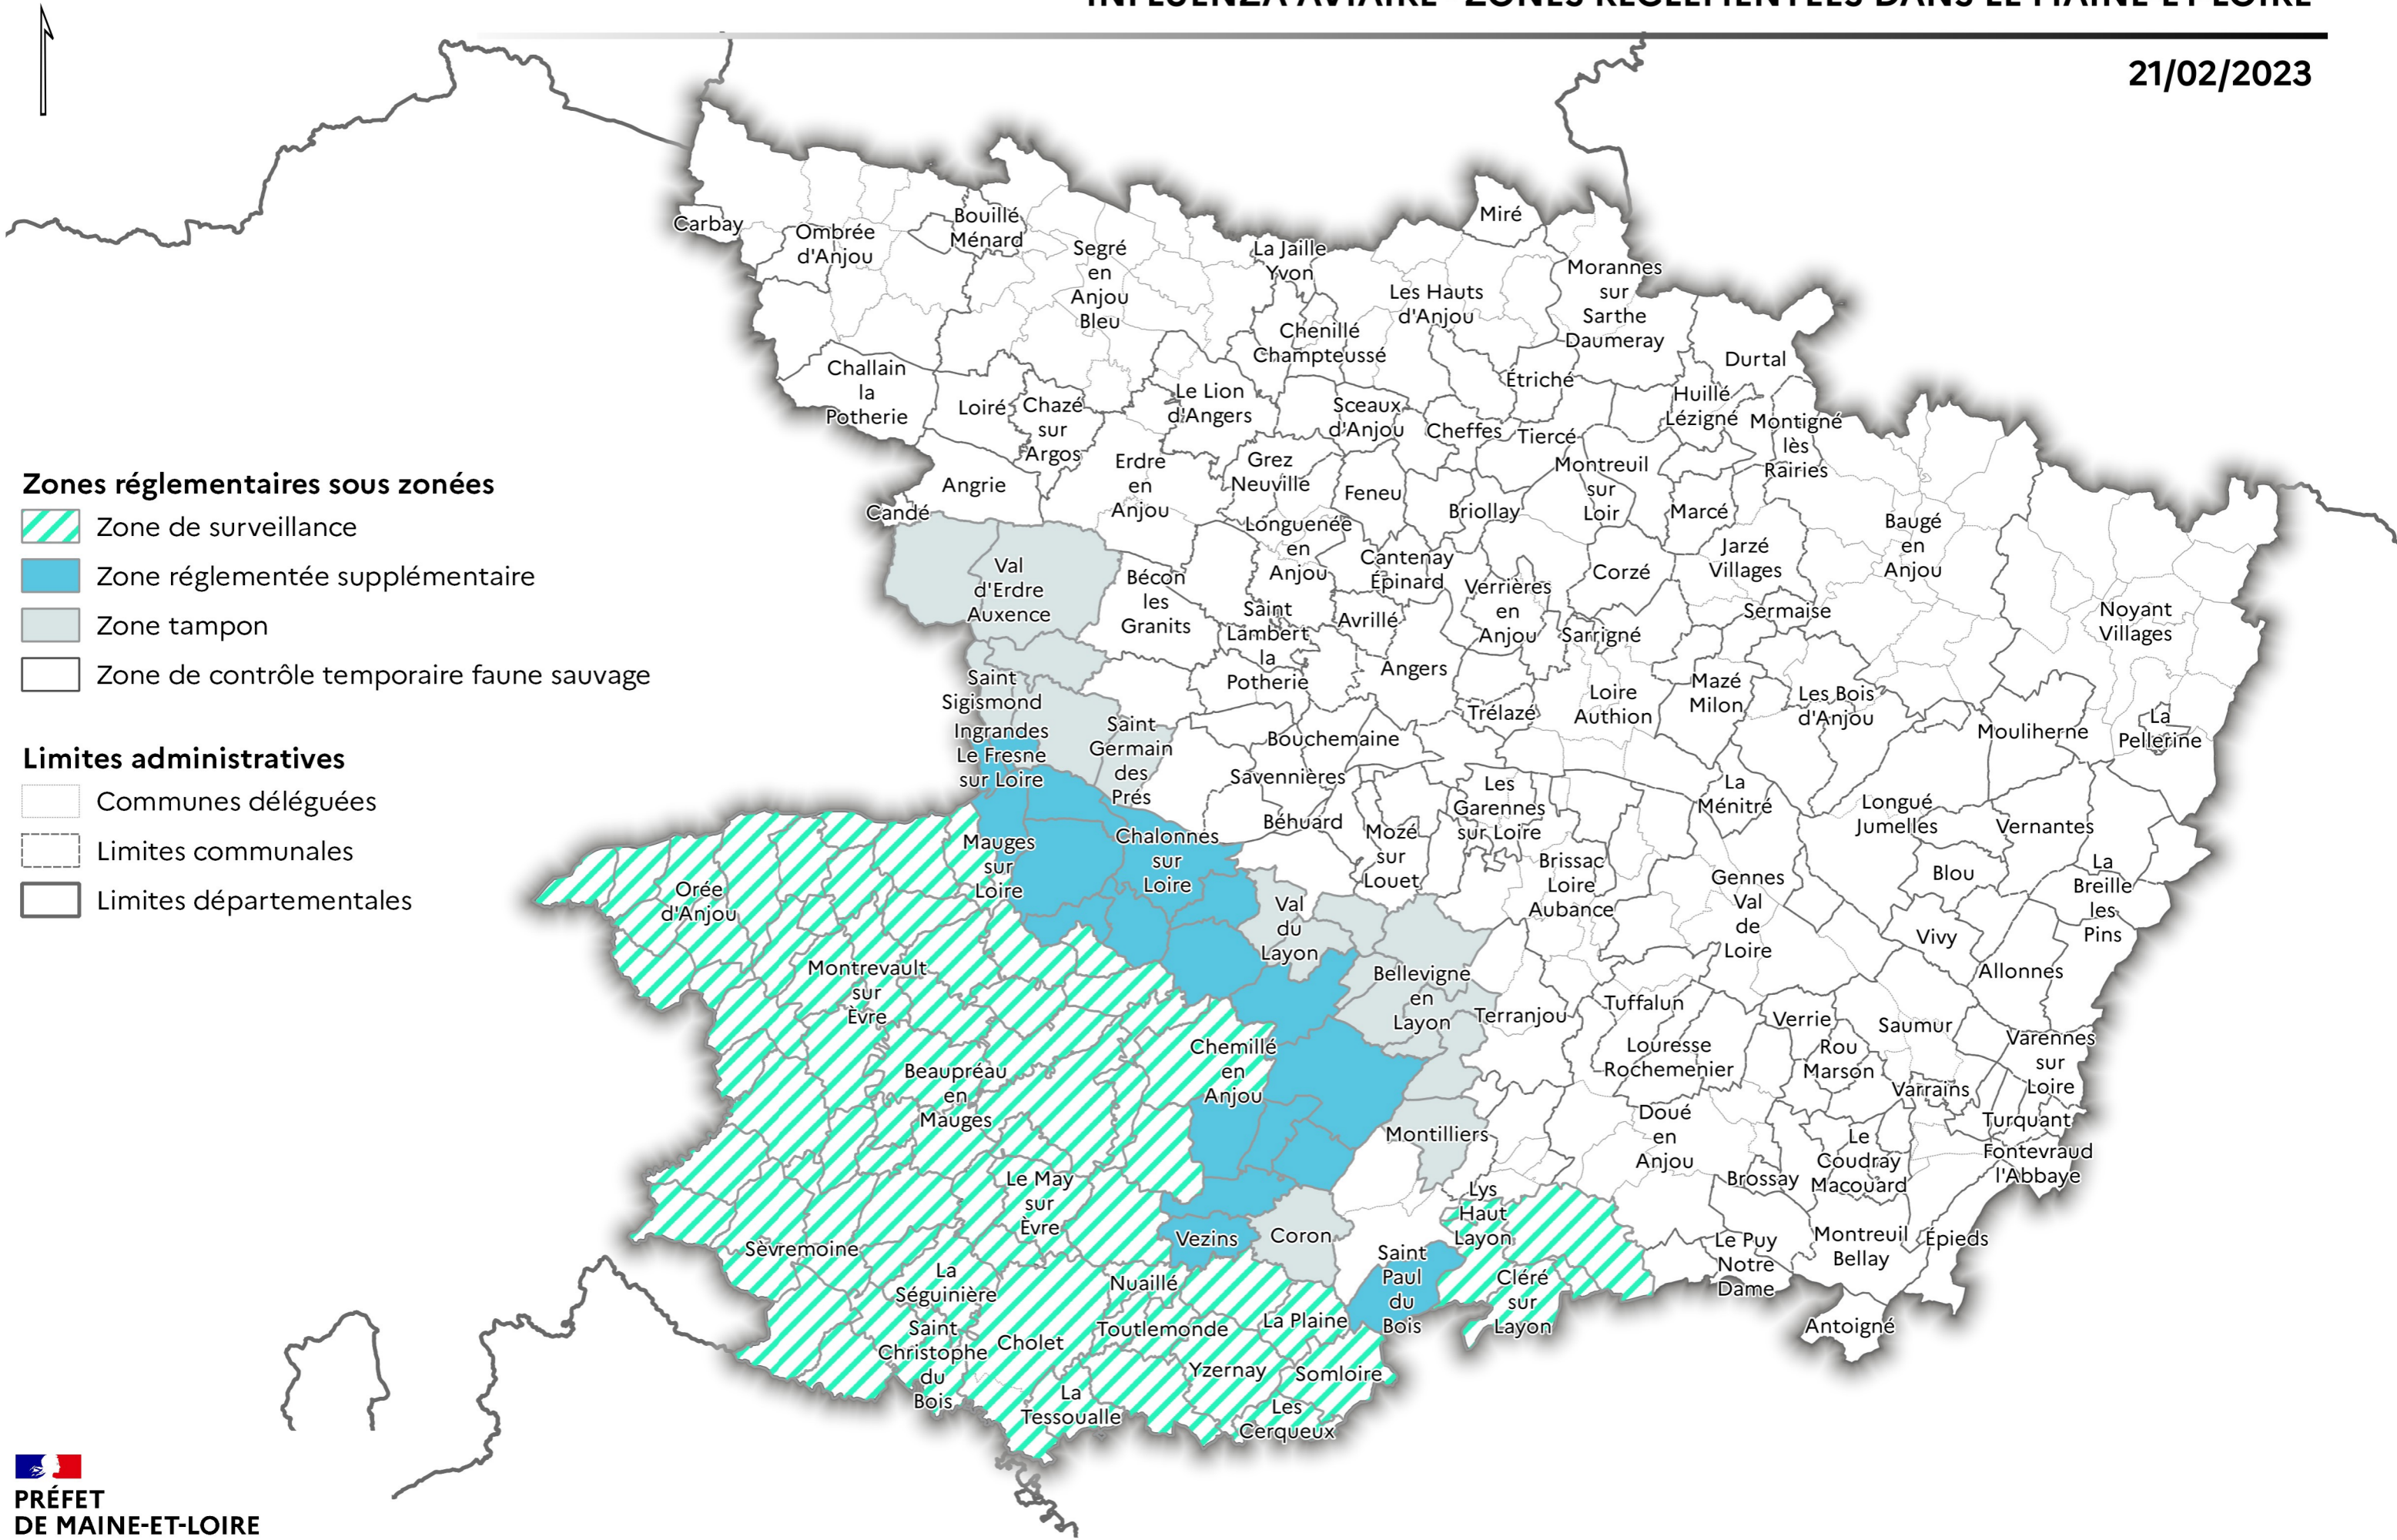 INFLUENZA AVIAIRE - ZONES RÉGLEMENTÉES DANS LE MAINE-ET-LOIRE
21/02/2023
Carbay
Ombrée
d'Anjou
Bouillé
Ménard
Segré
en
Anjou
Bleu
La Jaille
Yvon
Miré
Les Hauts
d'Anjou
Morannes
sur
Sarthe
Daumeray
Chenillé
Champteussé
Durtal
Étriché
Challain
la
Potherie
Loiré
Chazé
sur
Argos
Le Lion
d'Angers
Sceaux
d'Anjou
Cheffes
Tiercé
Huillé
Lézigné
Montigné
lès
Rairies
Angrie
Candé
Erdre
en
Anjou
Grez
Neuville
Feneu
Briollay
Montreuil
sur
Loir
Marcé
Baugé
en
Anjou
Zones réglementaires sous zonées
Zone de surveillance
Zone réglementée supplémentaire
Zone tampon
Zone de contrôle temporaire faune sauvage
Limites administratives
Communes déléguées
Limites communales
Limites départementales
Val
d'Erdre
Auxence
Bécon
les
Granits
Longuenée
en
Anjou
Cantenay
Épinard
Verrières
en
Anjou
Corzé
Jarzé
Villages
Sermaise
Noyant
Villages
Saint
Lambert
la
Potherie
Avrillé
Angers
Sarrigné
Saint
Sigismond
Ingrandes
Le Fresne
sur Loire
Saint
Germain
des
Prés
Bouchemaine
Trélazé
Loire
Authion
Mazé
Milon
Les Bois
d'Anjou
Mouliherne
La
Pellerine
Savennières
Béhuard
Mozé
sur
Louet
Les
Garennes
sur Loire
La
Ménitré
Longué
Jumelles
Vernantes
Mauges
sur
Loire
Chalonnes
sur
Loire
Brissac
Loire
Aubance
Gennes
Val
de
Loire
Blou
La
Breille
les
Pins
Orée
d'Anjou
Val
du
Layon
Vivy
Allonnes
Montrevault
sur
Èvre
Bellevigne
en
Layon
Terranjou
Tuffalun
Verrie
Saumur
Varennes
sur
Loire
Beaupréau
en
Mauges
Chemillé
en
Anjou
Louresse
Rochemenier
Rou
Marson
Varrains
Turquant
Montilliers
Doué
en
Anjou
Le
Coudray
Macouard
Fontevraud
l'Abbaye
Le May
sur
Èvre
Lys
Haut
Layon
Brossay
Sèvremoine
Vezins
Coron
Saint
Paul
du
Bois
Le Puy
Notre
Dame
Montreuil
Bellay
Épieds
La
Séguinière
Nuaillé
Cléré
sur
Layon
Saint
Christophe
du
Bois
Cholet
Toutlemonde
La Plaine
Antoigné
Yzernay
Somloire
La
Tessoualle
Les
Cerqueux
PRÉFET
DE MAINE-ET-LOIRE